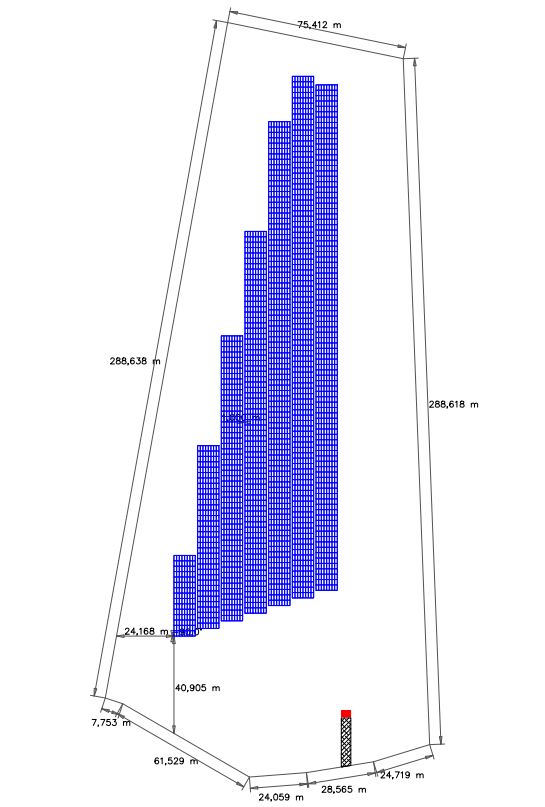 75,412 m
288,638 m
288,618 m
24,168 m
40,905 m
7,753 m
61,529 m
24,719 m
28,565 m
24,059 m